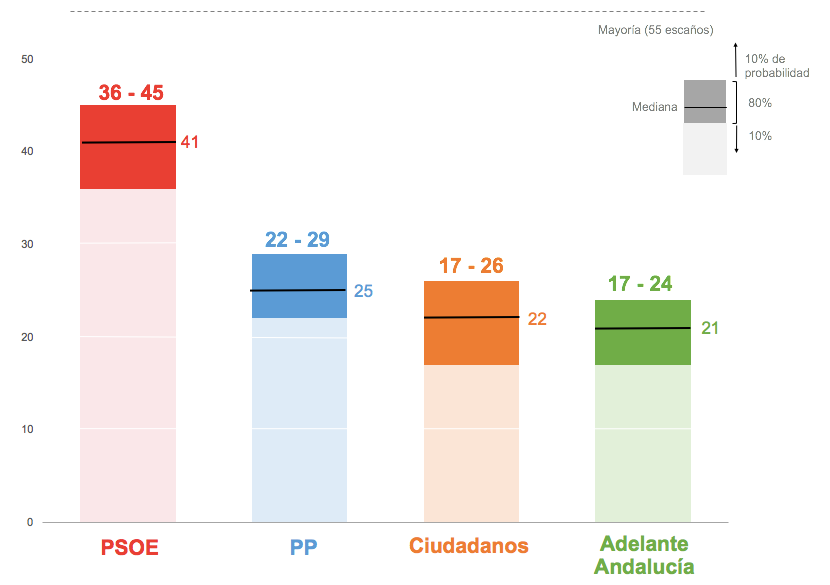 Mayoría (55 escaños)
50
10% de
probabilidad
36 - 45
80%
Mediana
10%
41
40
30
22 - 29
17 - 26
17 - 24
25
22
21
20
10
0
PSOE
PP
Ciudadanos
Adelante
Andalucía